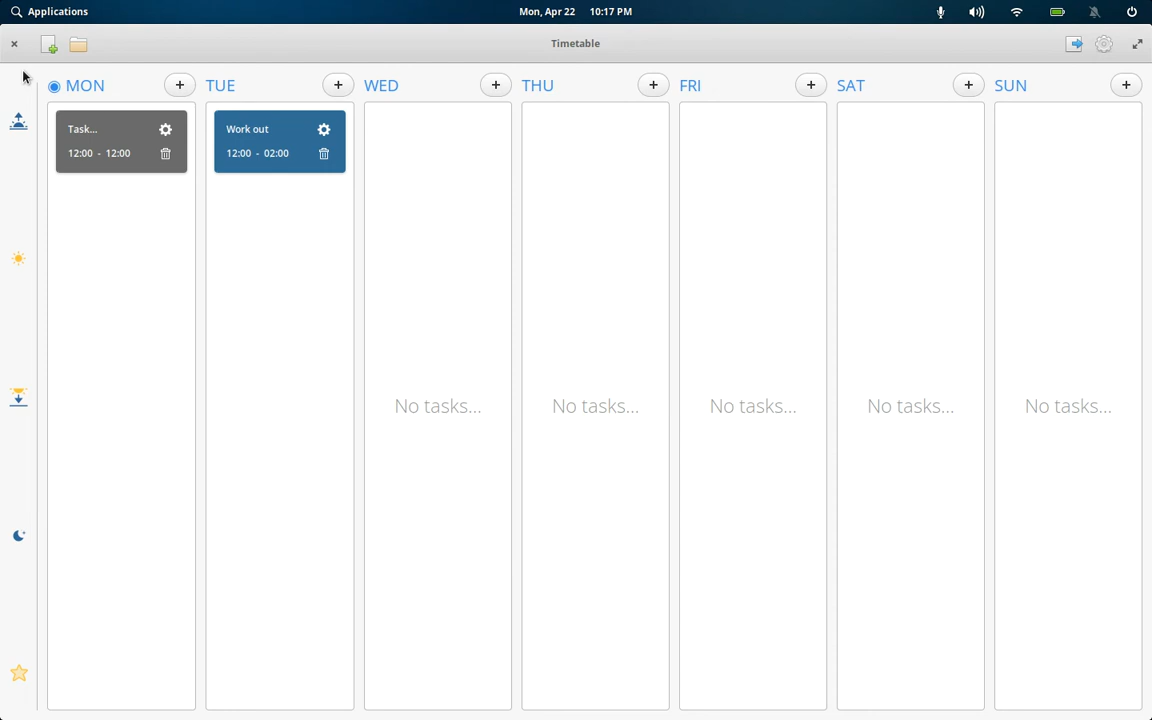 Applications
Mon, Apr 22 10:17 PM
Timetable
MON + TUE + WED + THU + FRI + SAT + SUN +
Task...
12:00 - 12:00
Work out
12:00 - 02:00
No tasks...
No tasks...
No tasks...
No tasks...
No tasks...